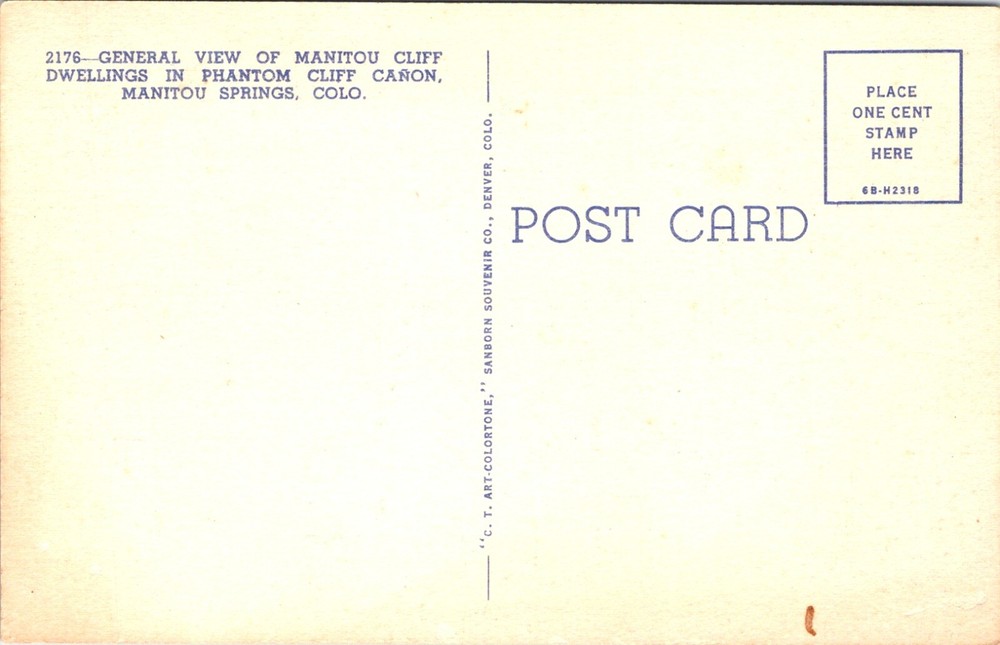 2176—GENERAL VIEW OF MANITOU CLIFF
DWELLINGS IN PHANTOM CLIFF CAÑON,
MANITOU SPRINGS, COLO.
"C. T. ART-COLORTONE," SANBORN SOUVENIR CO., DENVER, COLO.
POST CARD
PLACE
ONE CENT
STAMP
HERE
6B-H2318